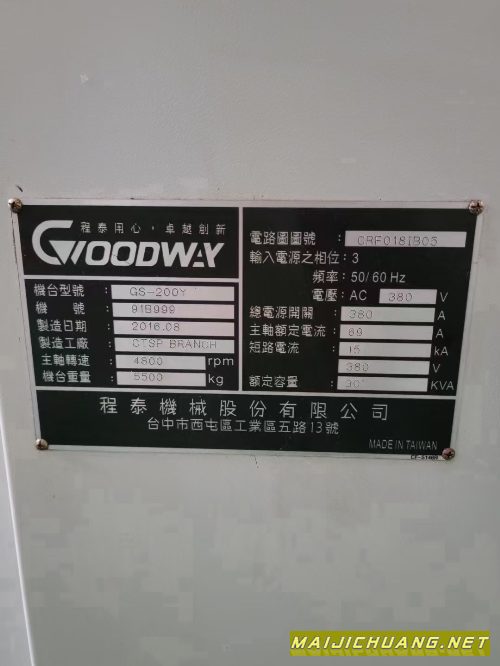 程泰用心，卓越創新
GOODWAY
機台型號： GS-200Y
機 號： 91B999
製造日期： 2016.08
製造工廠： CTSP BRANCH
主軸轉速： 4800 rpm
機台重量： 5500 kg
電路圖圖號： CRF018IB05
輸入電源之相位：3
頻率：50/60 Hz
電壓：AC 380 V
總電源開關： 380 A
主軸額定電流： 69 A
短路電流： 15 kA
380 V
額定容量： 30 KVA
程泰機械股份有限公司
台中市西屯區工業區五路13號
MADE IN TAIWAN
MAIJICHUANG.NET